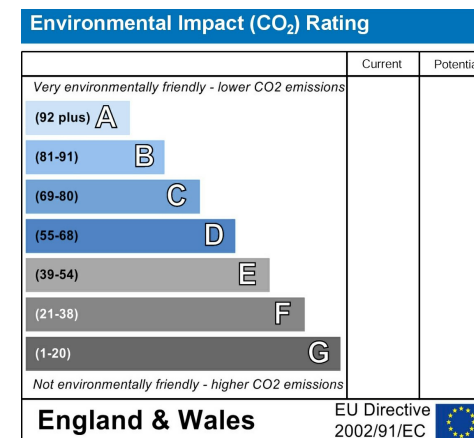 Environmental Impact (CO₂) Rating
Current Potentia
Very environmentally friendly - lower CO2 emissions
(92 plus) A
(81-91) B
(69-80) C
(55-68) D
(39-54) E
(21-38) F
(1-20) G
Not environmentally friendly - higher CO2 emissions
England & Wales
EU Directive
2002/91/EC